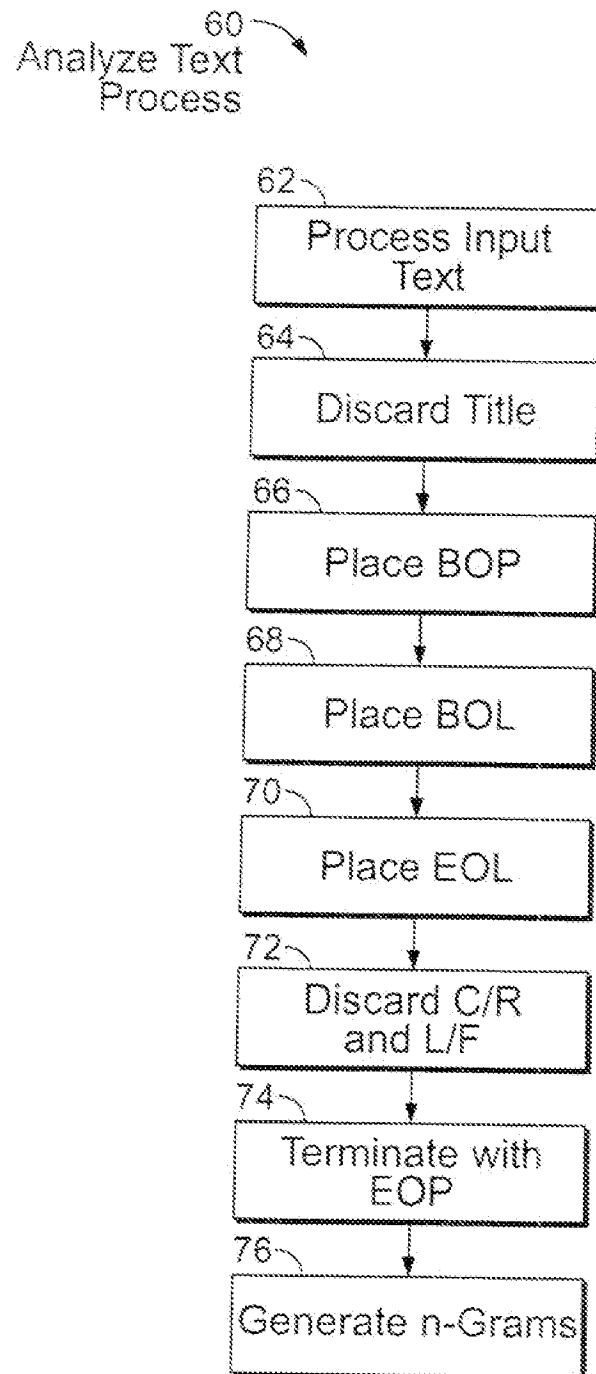 60
Analyze Text
Process
62
Process Input
Text
64
Discard Title
66
Place BOP
68
Place BOL
70
Place EOL
72
Discard C/R
and L/F
74
Terminate with
EOP
76
Generate n-Grams